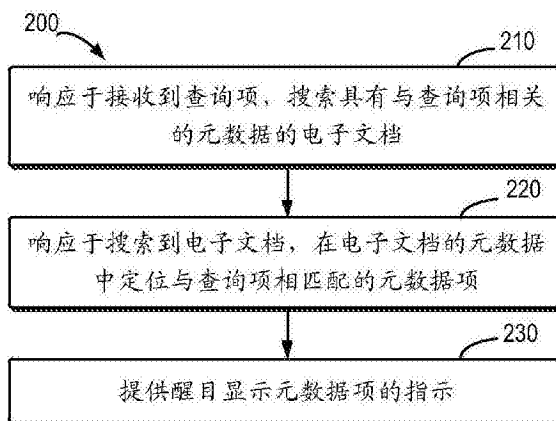 200
210
响应于接收到查询项，搜索具有与查询项相关
的元数据的电子文档
220
响应于搜索到电子文档，在电子文档的元数据
中定位与查询项相匹配的元数据项
230
提供醒目显示元数据项的指示